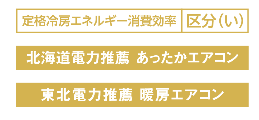 定格冷房エネルギー消費効率 区分(い)
北海道電力推薦 あったかエアコン
東北電力推薦 暖房エアコン